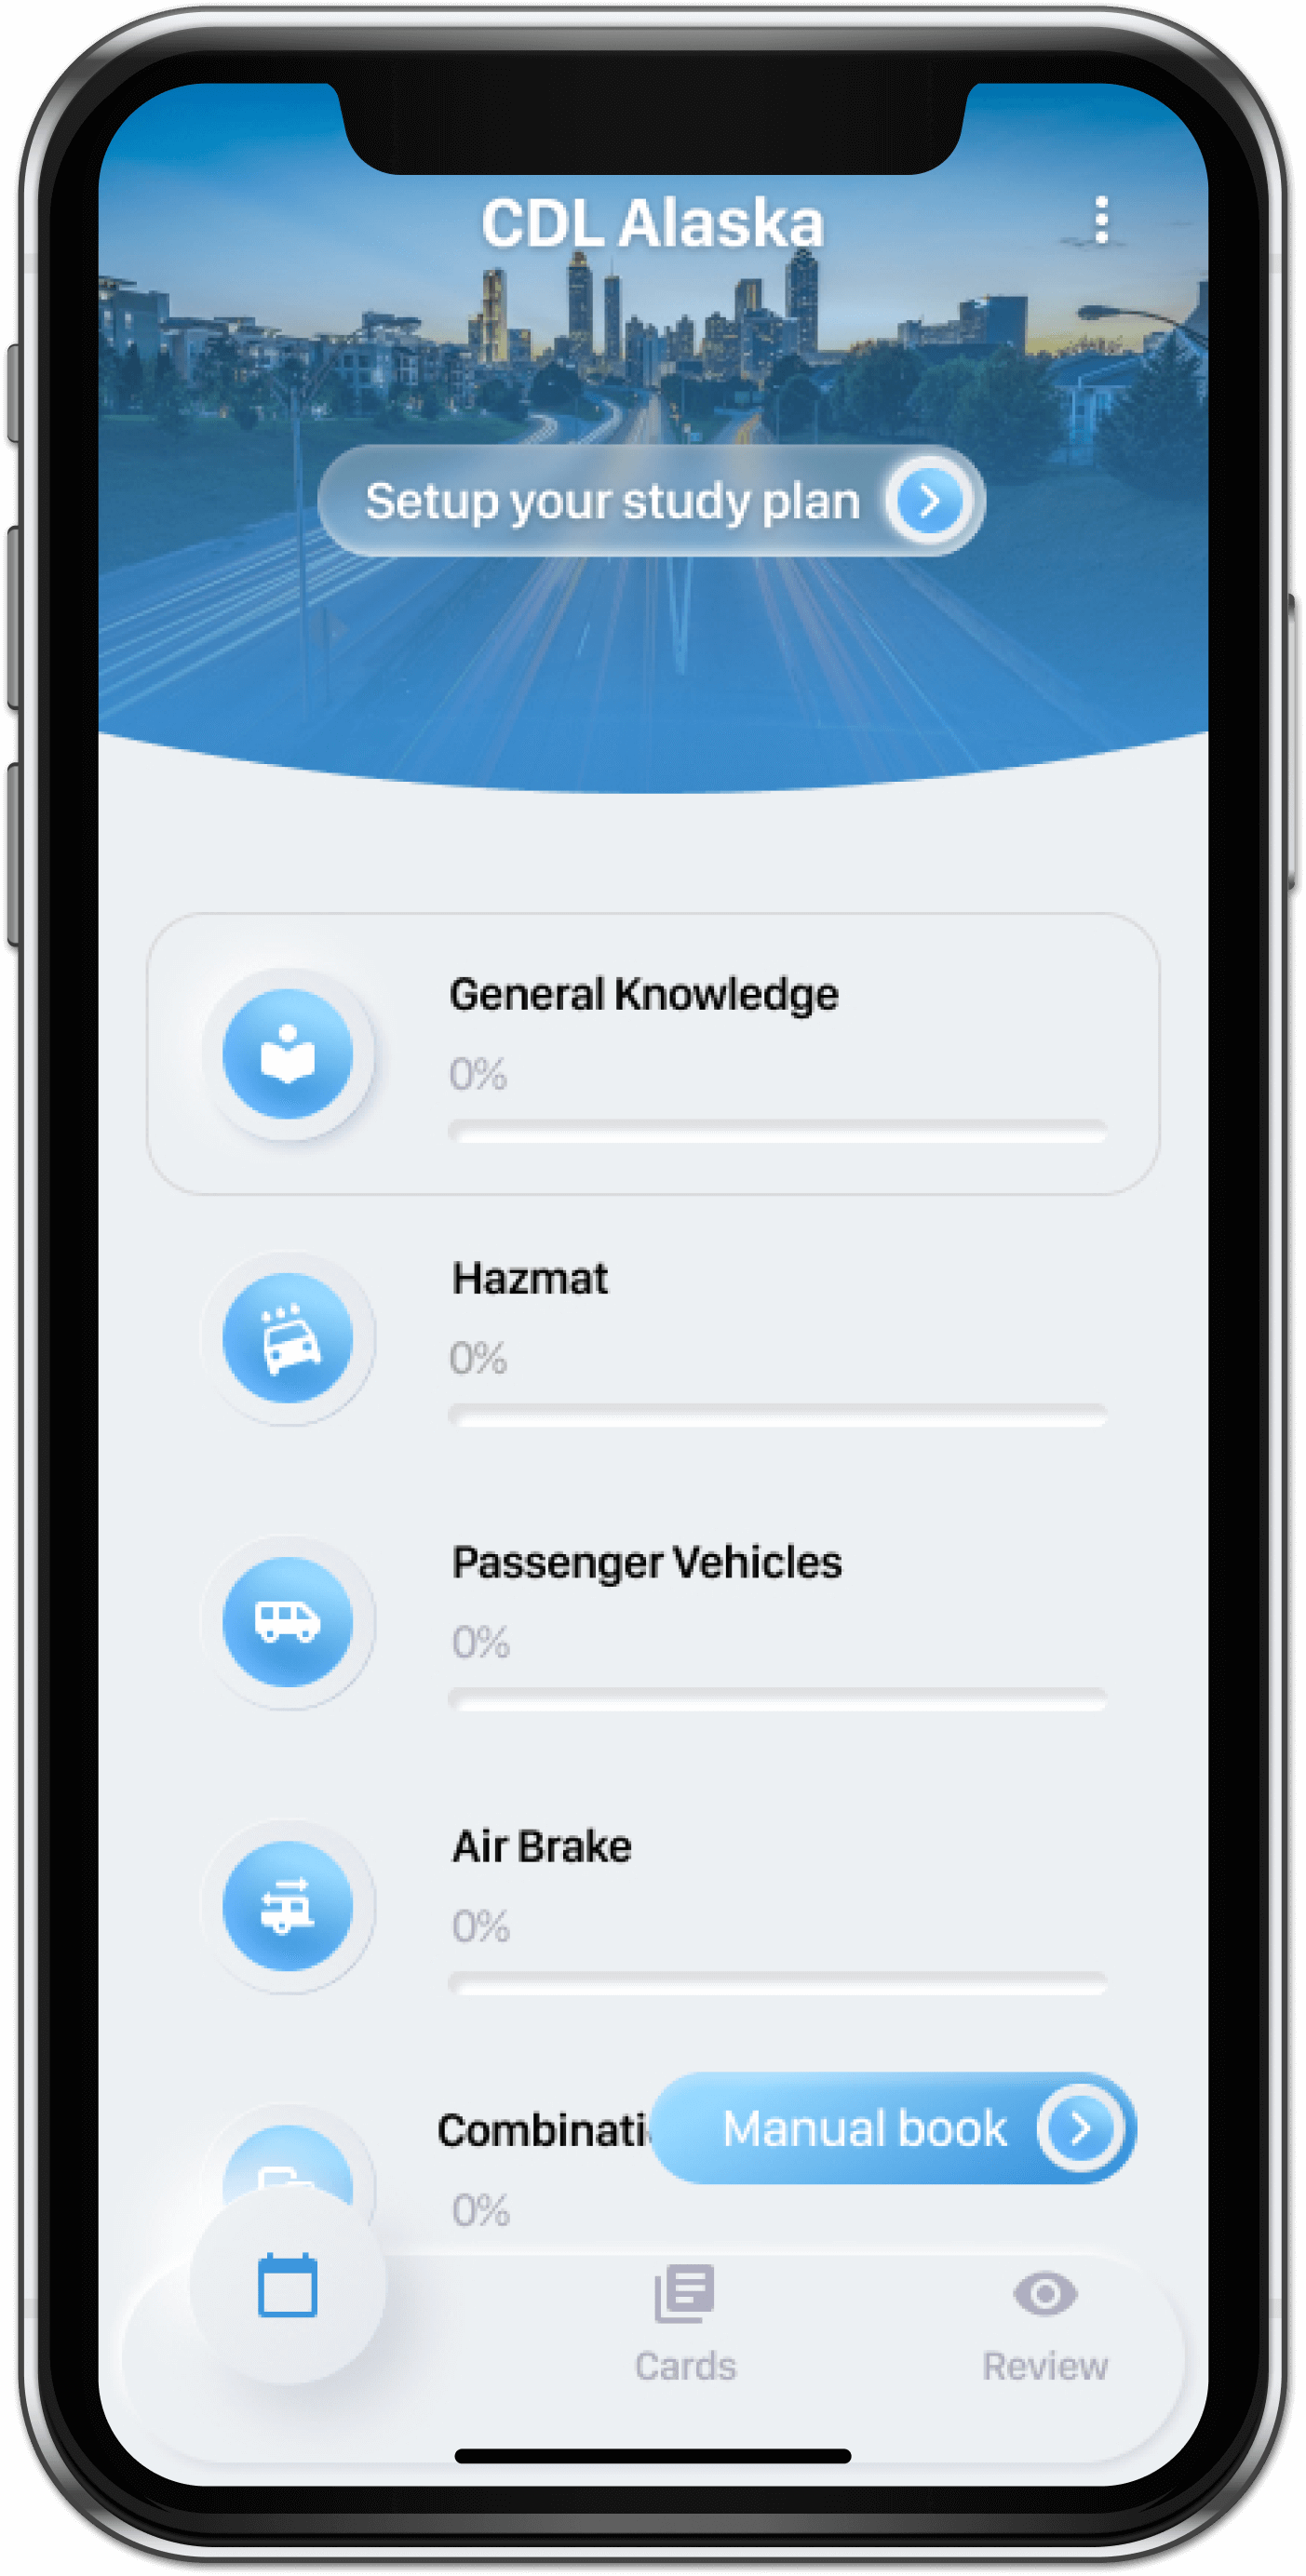 CDL Alaska
Setup your study plan
General Knowledge
0%
Hazmat
0%
Passenger Vehicles
0%
Air Brake
0%
Combinati
Manual book
0%
Cards
Review